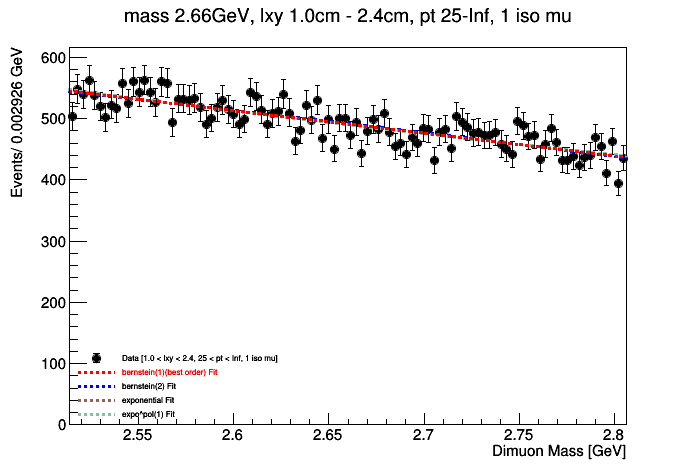 mass 2.66GeV, lxy 1.0cm - 2.4cm, pt 25-Inf, 1 iso mu
Events/ 0.002926 GeV
600
500
400
300
200
100
0
Data [1.0 < lxy < 2.4, 25 < pt < Inf, 1 iso mu]
bernstein(1)(best order) Fit
bernstein(2) Fit
exponential Fit
expo*pol(1) Fit
2.55
2.6
2.65
2.7
2.75
2.8
Dimuon Mass [GeV]